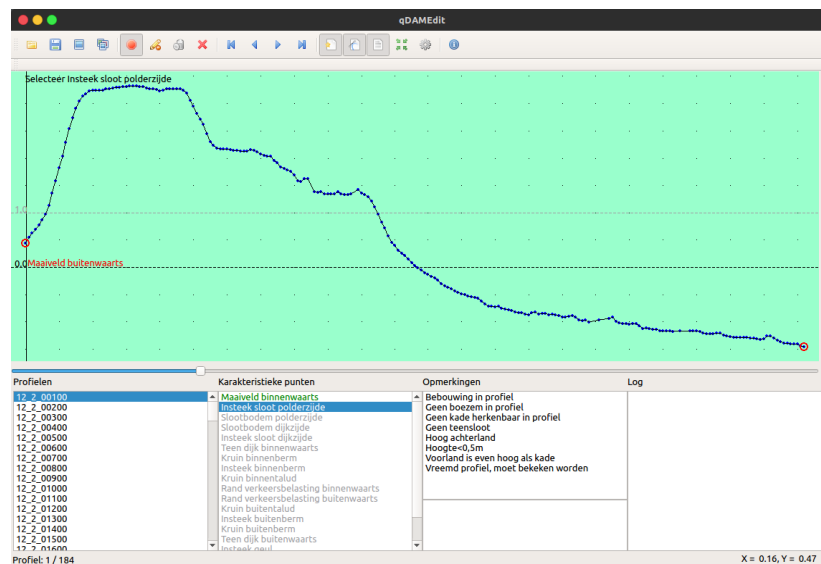 qDAMEdit
Selecteer Insteek sloot polderzijde
1.0
0.0 Maaiveld buitenwaarts
Profielen
12_2_00100
12_2_00200
12_2_00300
12_2_00400
12_2_00500
12_2_00600
12_2_00700
12_2_00800
12_2_00900
12_2_01000
12_2_01100
12_2_01200
12_2_01300
12_2_01400
12_2_01500
12_2_01600
Karakteristieke punten
Maaiveld binnenwaarts
Insteek sloot polderzijde
Slootbodem polderzijde
Slootbodem dijkzijde
Insteek sloot dijkzijde
Teen dijk binnenwaarts
Kruin binnenberm
Insteek binnenberm
Kruin binnentalud
Rand verkeersbelasting binnenwaarts
Rand verkeersbelasting buitenwaarts
Kruin buitentalud
Insteek buitenberm
Kruin buitenberm
Teen dijk buitenwaarts
Insteek geul
Opmerkingen
Bebouwing in profiel
Geen boezem in profiel
Geen kade herkenbaar in profiel
Geen teensloot
Hoog achterland
Hoogte<0,5m
Voorland is even hoog als kade
Vreemd profiel, moet bekeken worden
Log
Profiel: 1 / 184
X = 0.16, Y = 0.47